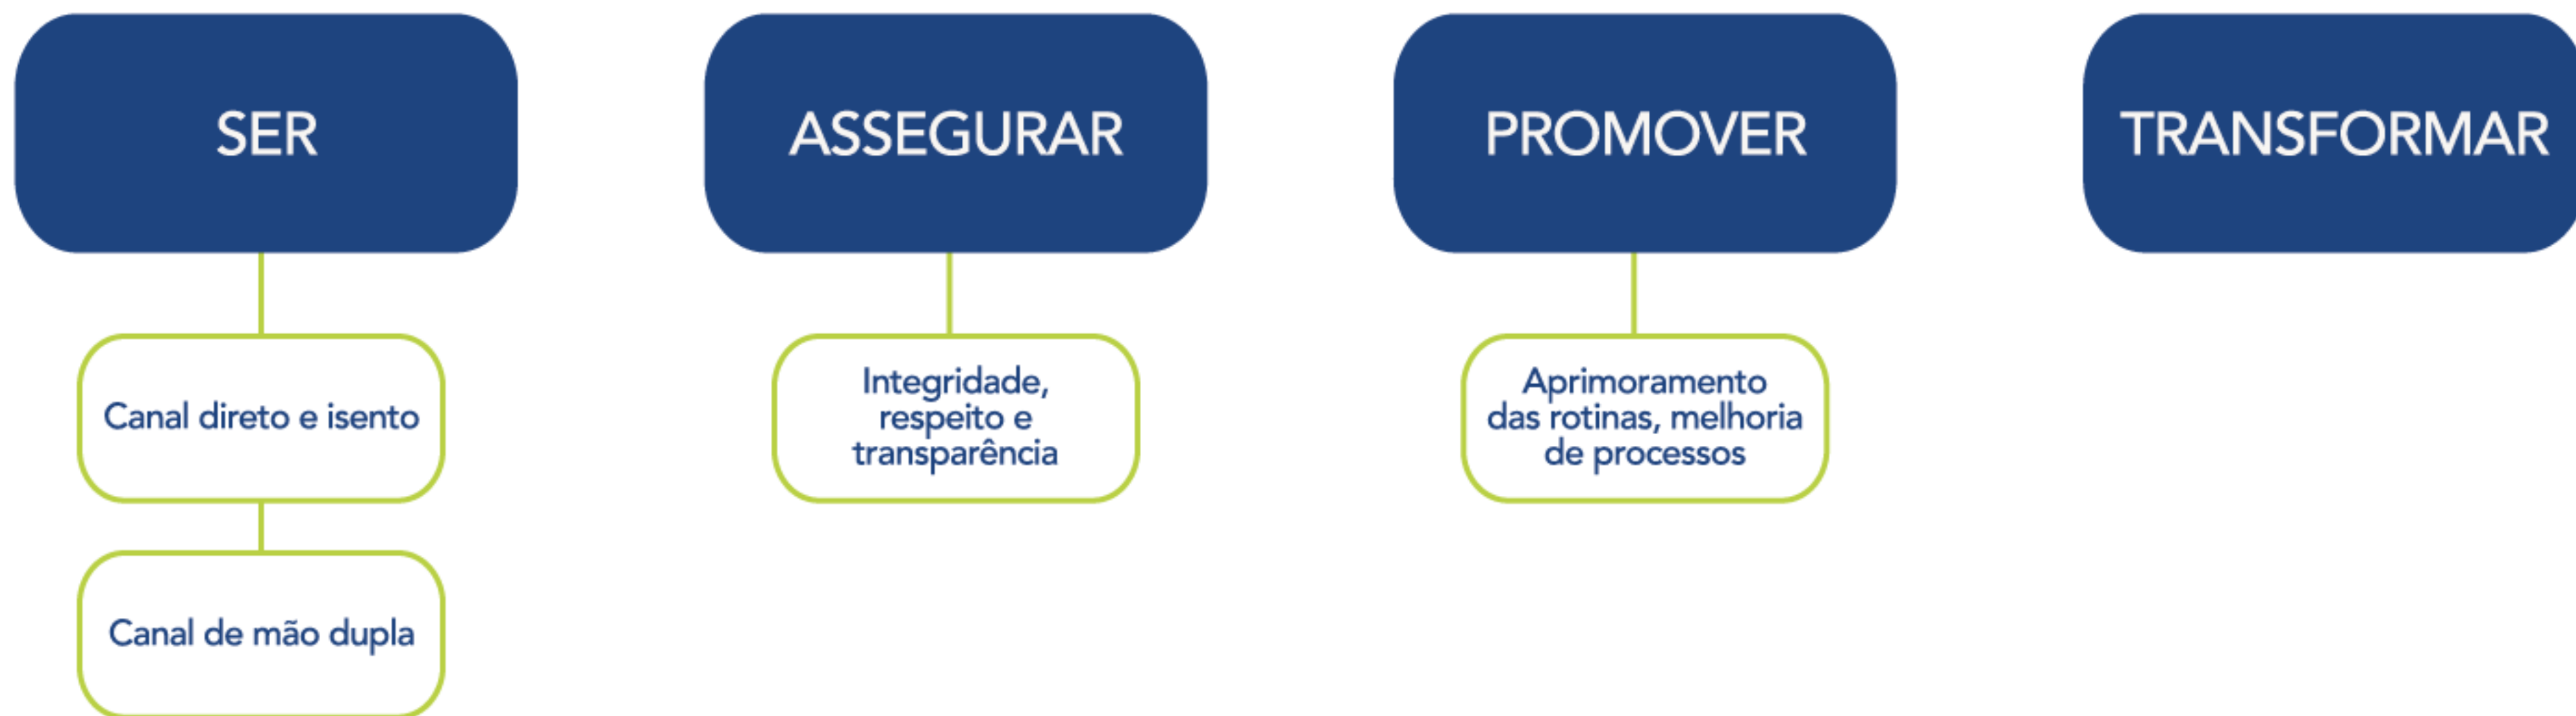 SER
Canal direto e isento
Canal de mão dupla
ASSEGURAR
Integridade,
respeito e
transparência
PROMOVER
Aprimoramento
das rotinas, melhoria
de processos
TRANSFORMAR